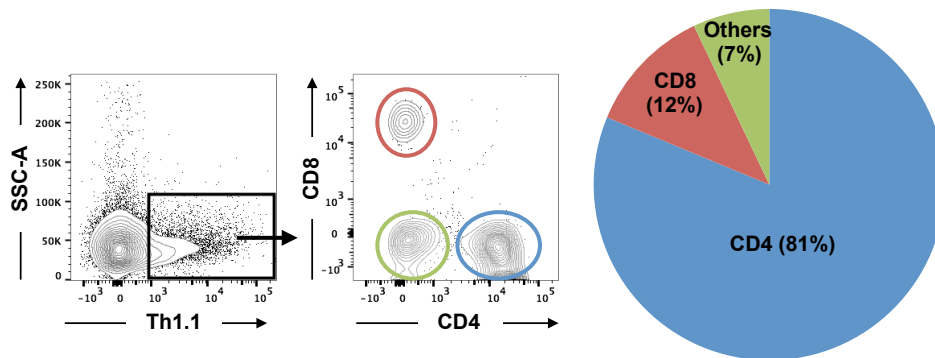 SSC-A
250K
200K
150K
100K
50K
0
-10³ 0 10³ 10⁴ 10⁵
Th1.1
CD8
10⁵
10⁴
10³
0
-10³
-10³ 0 10³ 10⁴ 10⁵
CD4
Others
(7%)
CD8
(12%)
CD4 (81%)